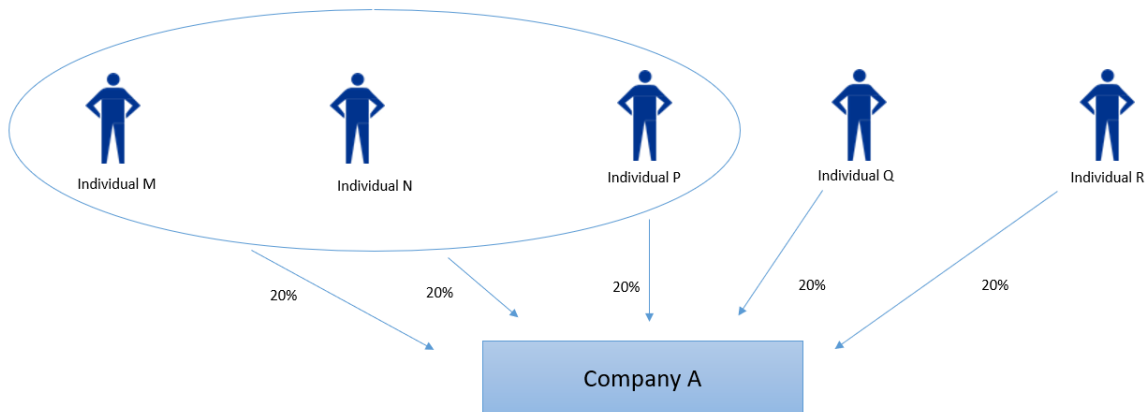 Individual M
Individual N
Individual P
Individual Q
Individual R
20%
20%
20%
20%
20%
Company A